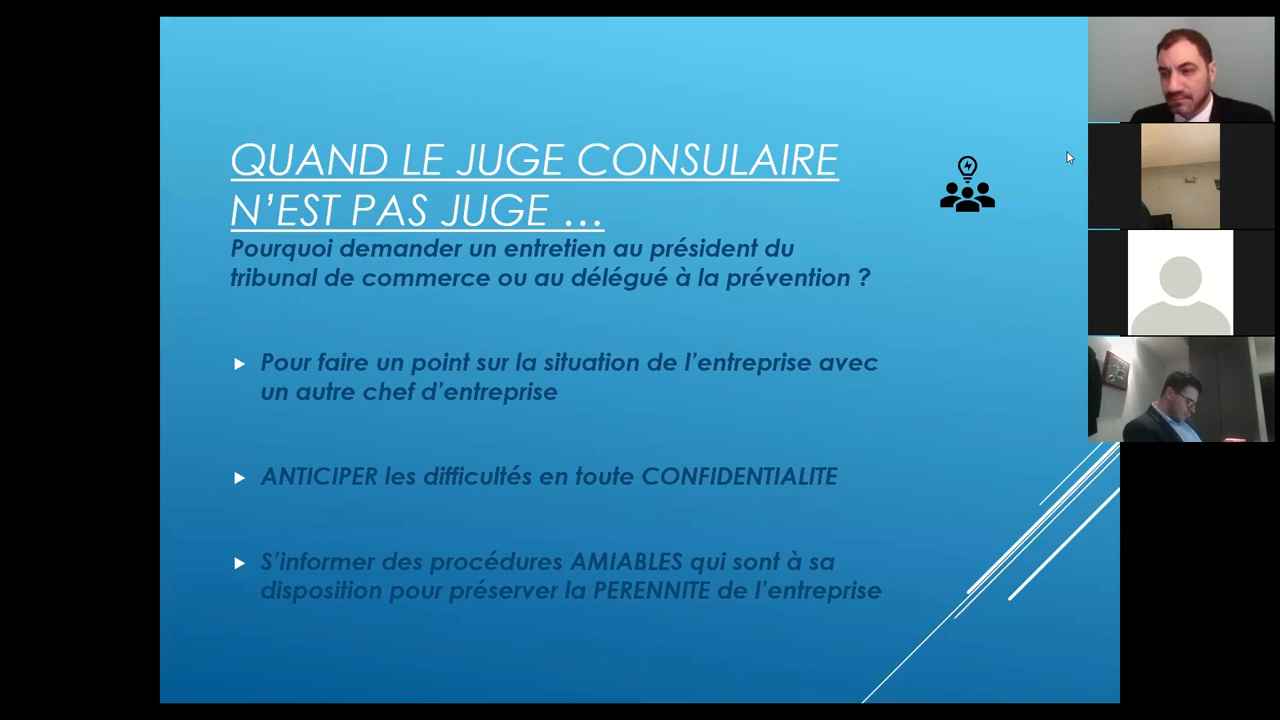 QUAND LE JUGE CONSULAIRE
N’EST PAS JUGE …
Pourquoi demander un entretien au président du
tribunal de commerce ou au délégué à la prévention ?
Pour faire un point sur la situation de l’entreprise avec
un autre chef d’entreprise
ANTICIPER les difficultés en toute CONFIDENTIALITE
S’informer des procédures AMIABLES qui sont à sa
disposition pour préserver la PERENNITE de l’entreprise